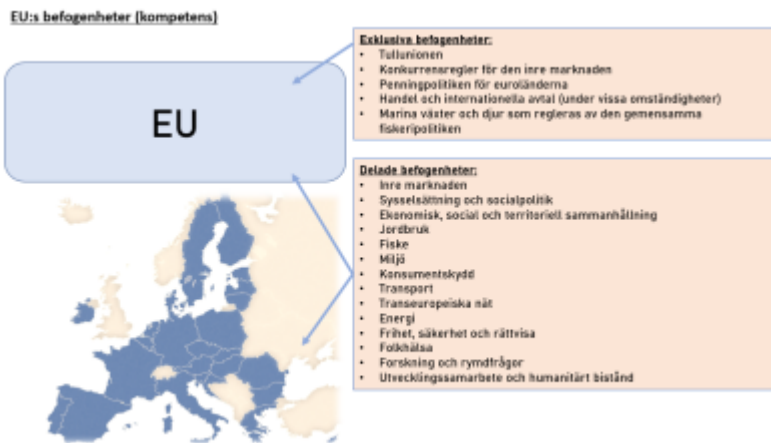 EU:s befogenheter (kompetens)
EU
Exklusiva befogenheter:
• Tullunionen
• Konkurrensregler för den inre marknaden
• Penningpolitiken för euroländerna
• Handel och internationella avtal (under vissa omständigheter)
• Marina växter och djur som regleras av den gemensamma
fiskeripolitiken
Delade befogenheter:
• Inre marknaden
• Sysselsättning och socialpolitik
• Ekonomisk, social och territoriell sammanhållning
• Jordbruk
• Fiske
• Miljö
• Konsumentskydd
• Transport
• Transeuropeiska nät
• Energi
• Frihet, säkerhet och rättvisa
• Folkhälsa
• Forskning och rymdfrågor
• Utvecklingssamarbete och humanitärt bistånd